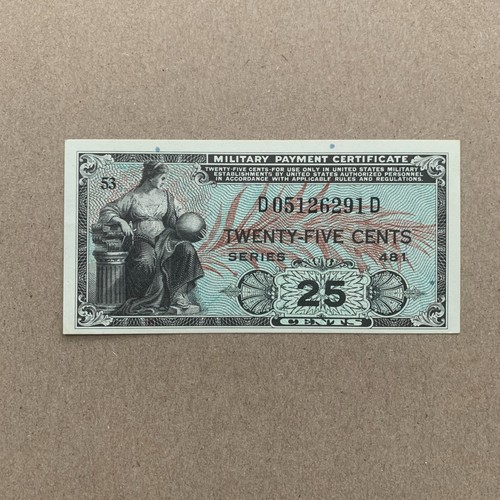 MILITARY PAYMENT CERTIFICATE
TWENTY-FIVE CENTS-FOR USE ONLY IN UNITED STATES MILITARY
ESTABLISHMENTS BY UNITED STATES AUTHORIZED PERSONNEL
IN ACCORDANCE WITH APPLICABLE RULES AND REGULATIONS.
53
D05126291D
TWENTY-FIVE CENTS
SERIES 481
25
CENTS